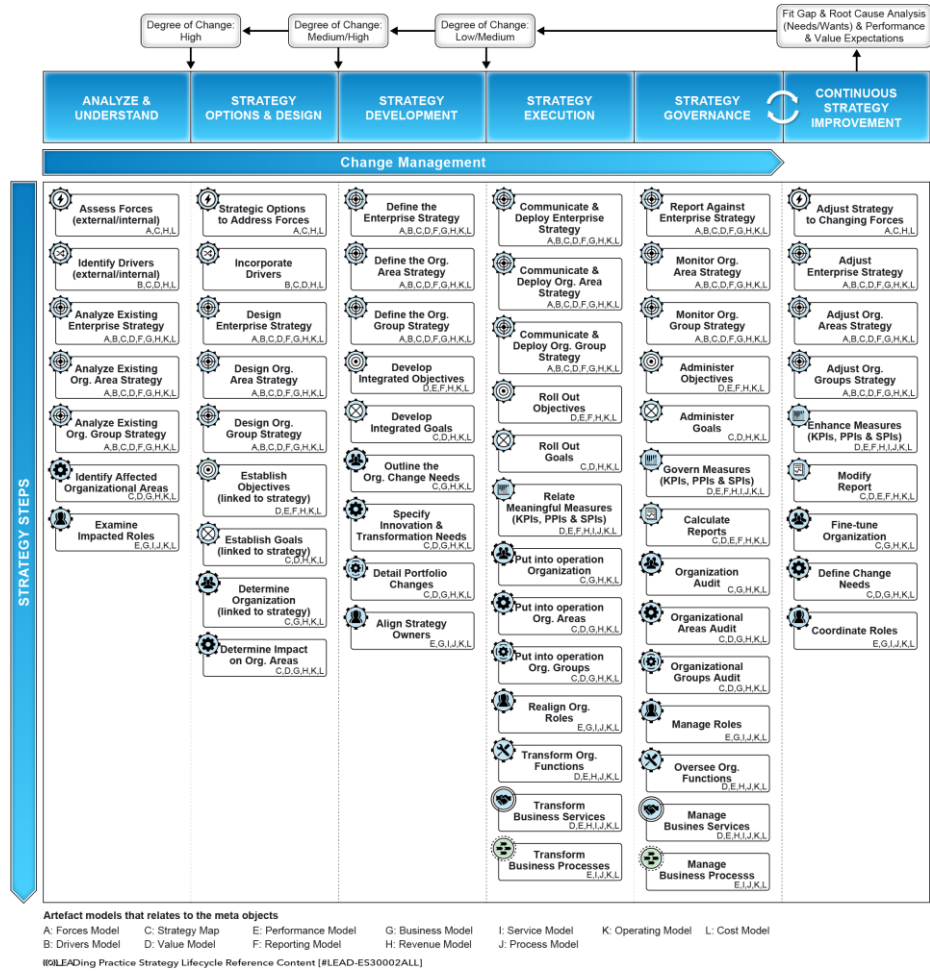 Degree of Change:
High
Degree of Change:
Medium/High
Degree of Change:
Low/Medium
Fit Gap & Root Cause Analysis
(Needs/Wants) & Performance
& Value Expectations
ANALYZE &
UNDERSTAND
STRATEGY
OPTIONS & DESIGN
STRATEGY
DEVELOPMENT
STRATEGY
EXECUTION
STRATEGY
GOVERNANCE
CONTINUOUS
STRATEGY
IMPROVEMENT
Change Management
STRATEGY STEPS
Assess Forces
(external/internal)
A,C,H,L
Identify Drivers
(external/internal)
B,C,D,H,L
Analyze Existing
Enterprise Strategy
A,B,C,D,F,G,H,K,L
Analyze Existing
Org. Area Strategy
A,B,C,D,F,G,H,K,L
Analyze Existing
Org. Group Strategy
A,B,C,D,F,G,H,K,L
Identify Affected
Organizational Areas
C,D,G,H,K,L
Examine
Impacted Roles
E,G,I,J,K,L
Strategic Options
to Address Forces
A,C,H,L
Incorporate
Drivers
B,C,D,H,L
Design
Enterprise Strategy
A,B,C,D,F,G,H,K,L
Design Org.
Area Strategy
A,B,C,D,F,G,H,K,L
Design Org.
Group Strategy
A,B,C,D,F,G,H,K,L
Establish
Objectives
(linked to strategy)
D,E,F,H,K,L
Establish Goals
(linked to strategy)
C,D,H,K,L
Determine
Organization
(linked to strategy)
C,G,H,K,L
Determine Impact
on Org. Areas
C,D,G,H,K,L
Define the
Enterprise Strategy
A,B,C,D,F,G,H,K,L
Define the Org.
Area Strategy
A,B,C,D,F,G,H,K,L
Define the Org.
Group Strategy
A,B,C,D,F,G,H,K,L
Develop
Integrated Objectives
D,E,F,H,K,L
Develop
Integrated Goals
C,D,H,K,L
Outline the
Org. Change Needs
C,G,H,K,L
Specify
Innovation &
Transformation Needs
C,D,G,H,K,L
Detail Portfolio
Changes
C,D,G,H,K,L
Align Strategy
Owners
E,G,I,J,K,L
Communicate
& Deploy Enterprise
Strategy
A,B,C,D,F,G,H,K,L
Communicate &
Deploy Org. Area
Strategy
A,B,C,D,F,G,H,K,L
Communicate &
Deploy Org. Group
Strategy
A,B,C,D,F,G,H,K,L
Roll Out
Objectives
D,E,F,H,K,L
Roll Out
Goals
C,D,H,K,L
Relate
Meaningful Measures
(KPIs, PPIs & SPIs)
D,E,F,H,I,J,K,L
Put into operation
Organization
C,G,H,K,L
Put into operation
Org. Areas
C,D,G,H,K,L
Put into operation
Org. Groups
C,D,G,H,K,L
Realign Org.
Roles
E,G,I,J,K,L
Transform Org.
Functions
D,E,H,J,K,L
Transform
Business Services
D,E,H,I,J,K,L
Transform
Business Processes
E,I,J,K,L
Report Against
Enterprise Strategy
A,B,C,D,F,G,H,K,L
Monitor Org.
Area Strategy
A,B,C,D,F,G,H,K,L
Monitor Org.
Group Strategy
A,B,C,D,F,G,H,K,L
Administer
Objectives
D,E,F,H,K,L
Administer
Goals
C,D,H,K,L
Govern Measures
(KPIs, PPIs & SPIs)
D,E,F,H,I,J,K,L
Calculate
Reports
C,D,E,F,H,K,L
Organization
Audit
C,G,H,K,L
Organizational
Areas Audit
C,D,G,H,K,L
Organizational
Groups Audit
C,D,G,H,K,L
Manage Roles
E,G,I,J,K,L
Oversee Org.
Functions
D,E,H,J,K,L
Manage
Busines Services
D,E,H,I,J,K,L
Manage
Business Processs
E,I,J,K,L
Adjust Strategy
to Changing Forces
A,C,H,L
Adjust
Enterprise Strategy
A,B,C,D,F,G,H,K,L
Adjust Org.
Areas Strategy
A,B,C,D,F,G,H,K,L
Adjust Org.
Groups Strategy
A,B,C,D,F,G,H,K,L
Enhance Measures
(KPIs, PPIs & SPIs)
D,E,F,H,I,J,K,L
Modify
Report
C,D,E,F,H,K,L
Fine-tune
Organization
C,G,H,K,L
Define Change
Needs
C,D,G,H,K,L
Coordinate Roles
E,G,I,J,K,L
Artefact models that relates to the meta objects
A: Forces Model C: Strategy Map E: Performance Model G: Business Model I: Service Model K: Operating Model L: Cost Model
B: Drivers Model D: Value Model F: Reporting Model H: Revenue Model J: Process Model
LEADing Practice Strategy Lifecycle Reference Content [#LEAD-ES30002ALL]